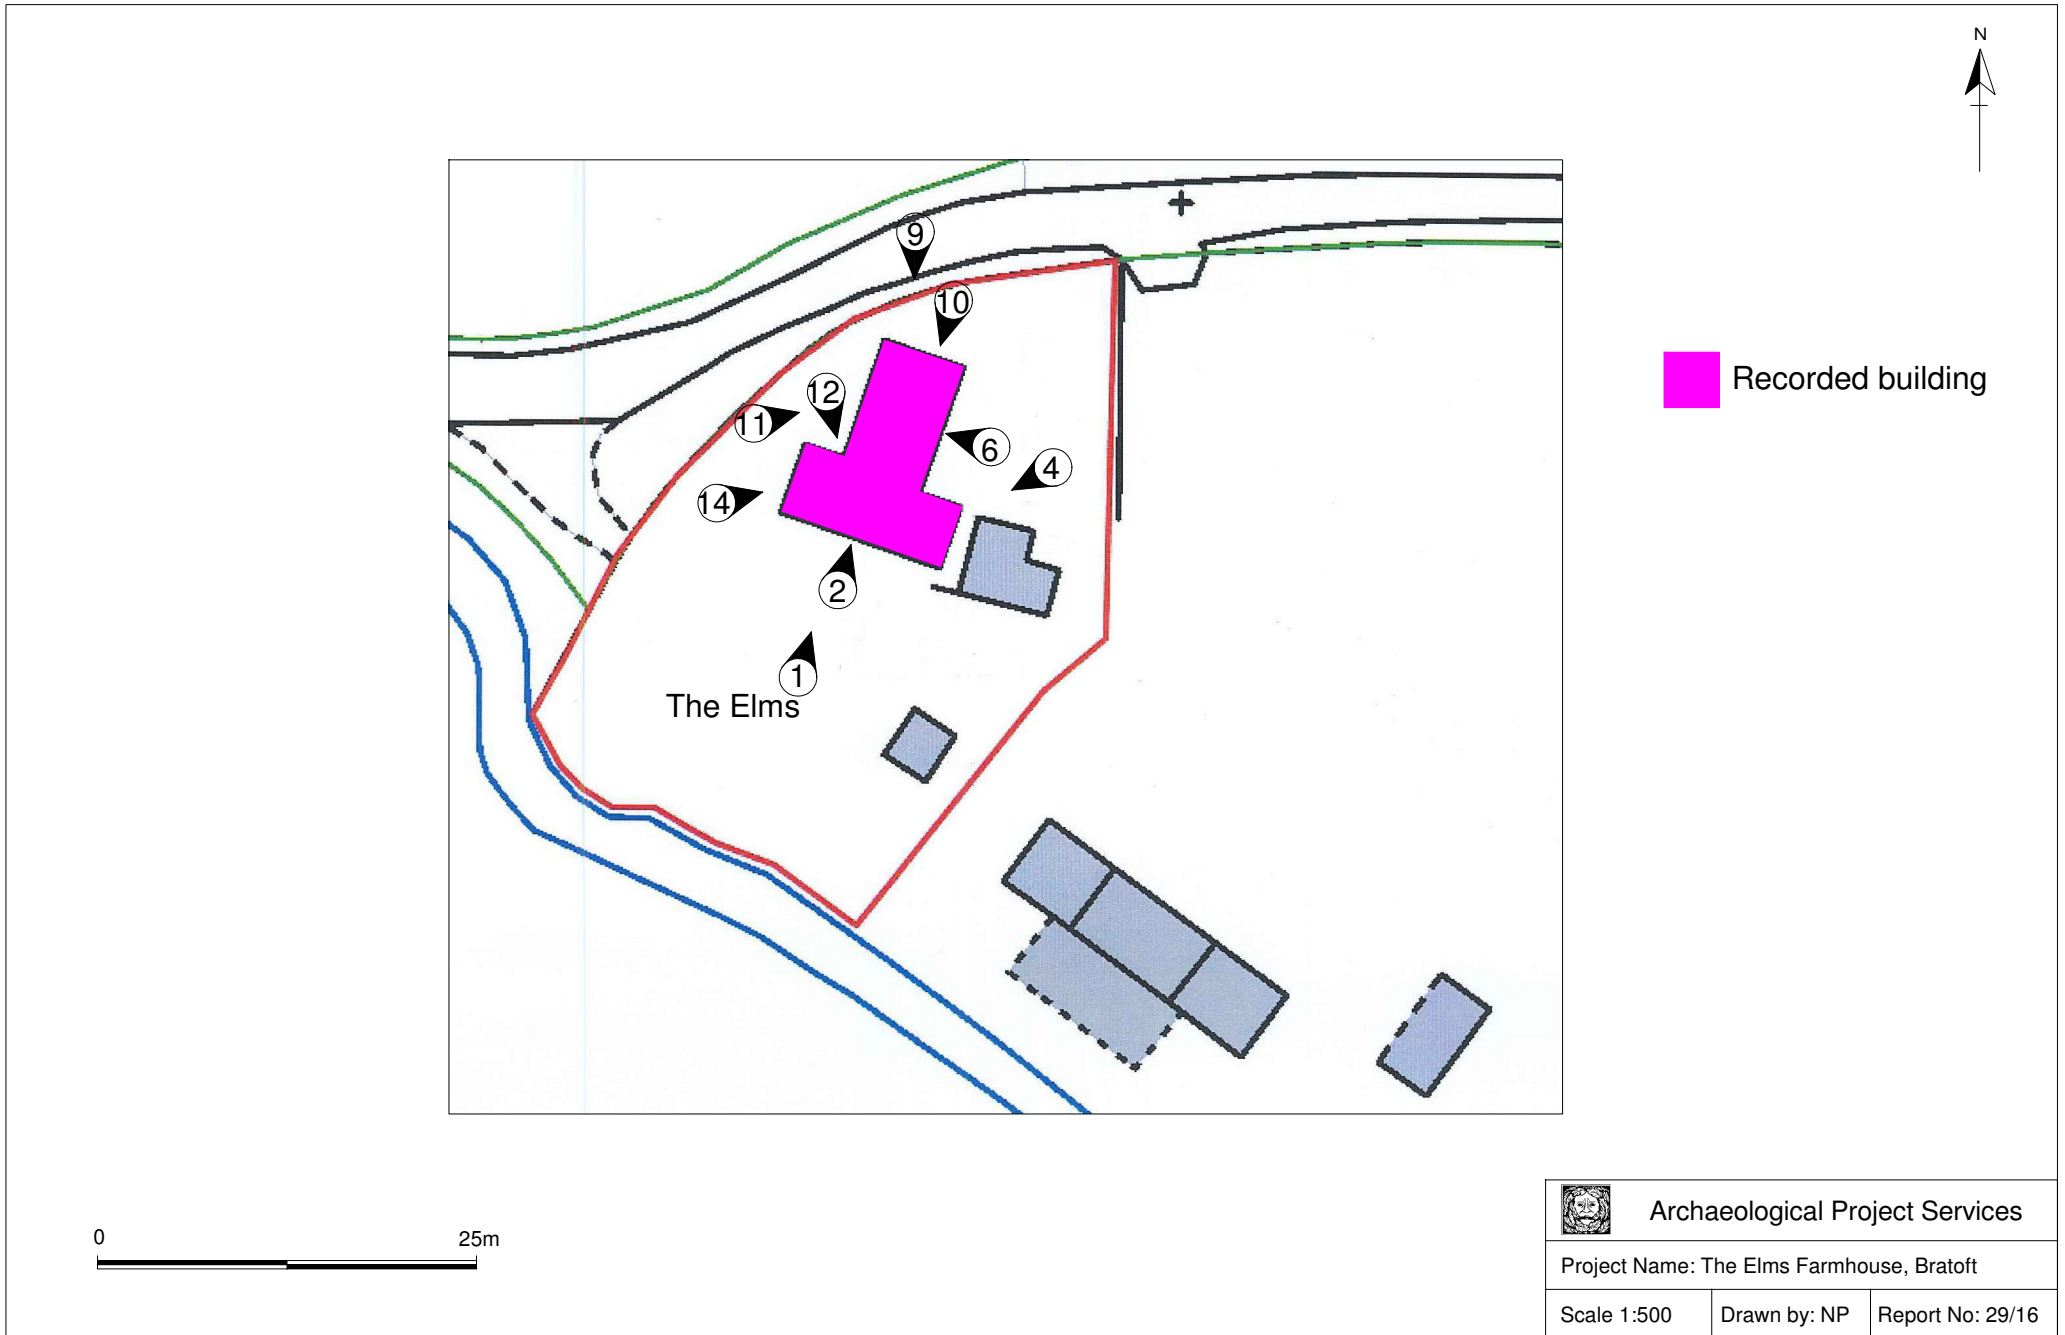 N
9
10
12
11
6
4
14
2
1
The Elms
Recorded building
0 25m
Archaeological Project Services
Project Name: The Elms Farmhouse, Bratoft
Scale 1:500 Drawn by: NP Report No: 29/16